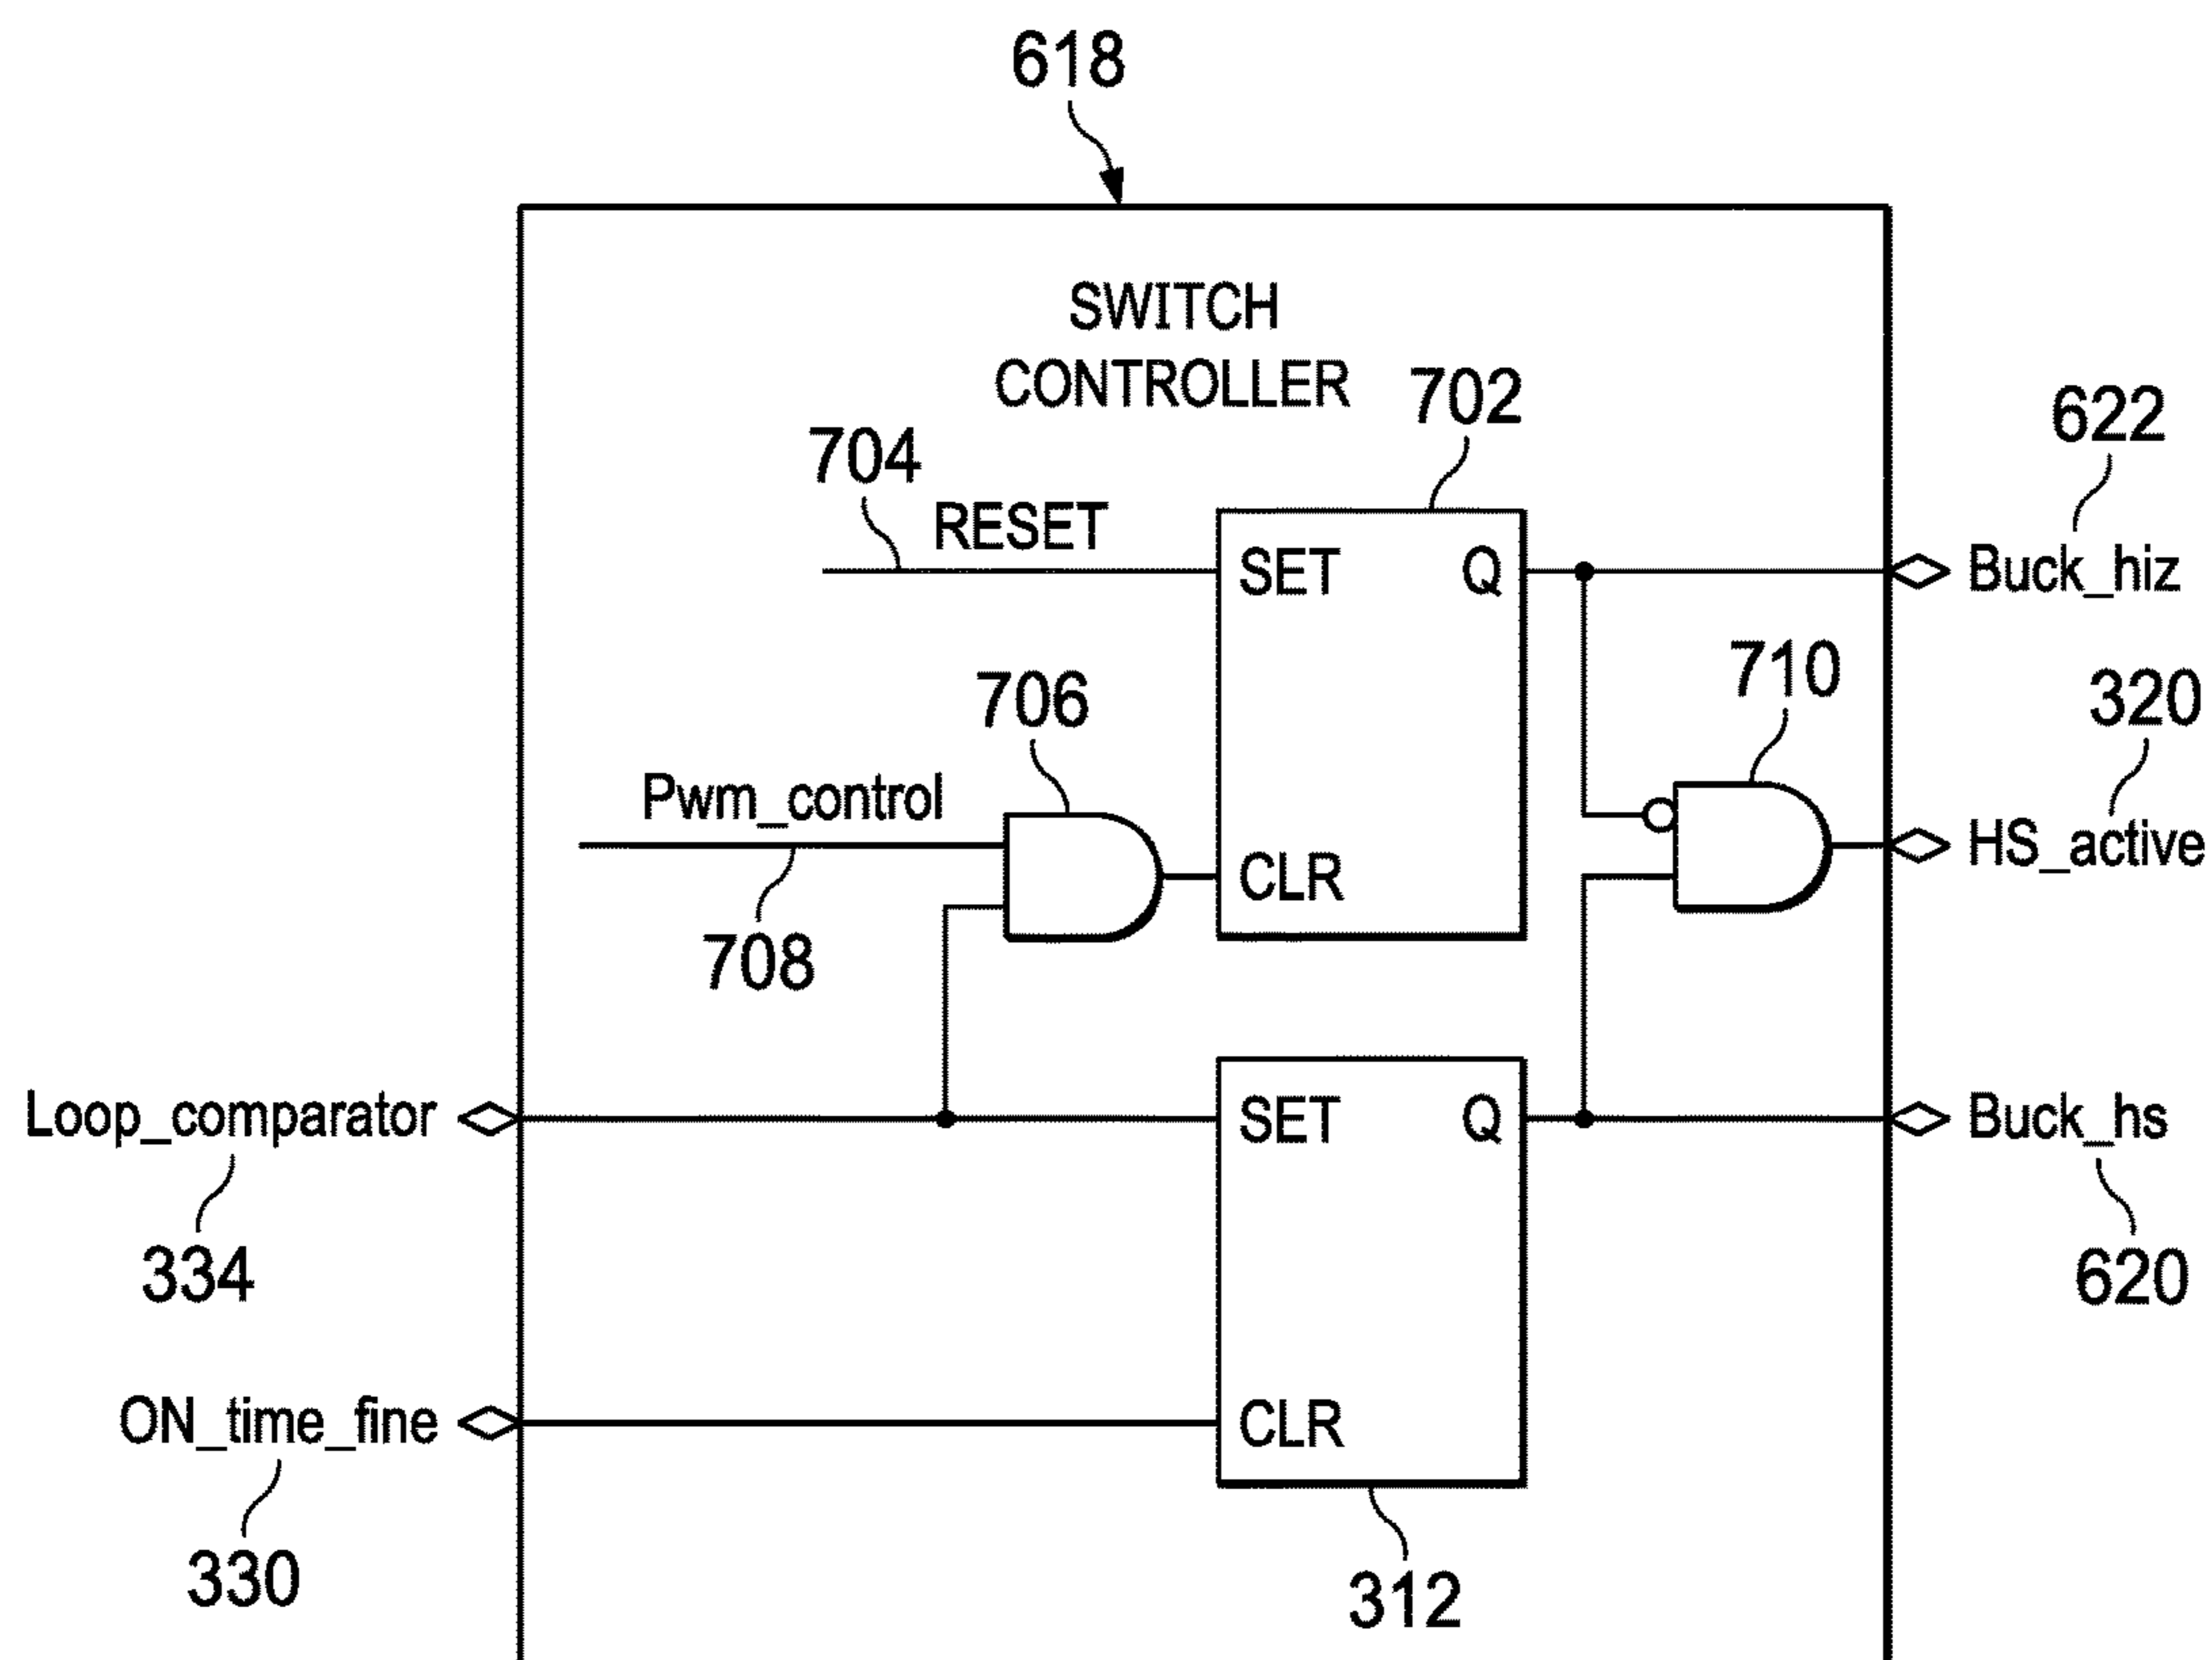 618
SWITCH
CONTROLLER
702
622
704
RESET
SET
Q
Buck_hiz
706
710
320
Pwm_control
HS_active
CLR
708
Loop_comparator
SET
Q
Buck_hs
334
620
ON_time_fine
CLR
330
312